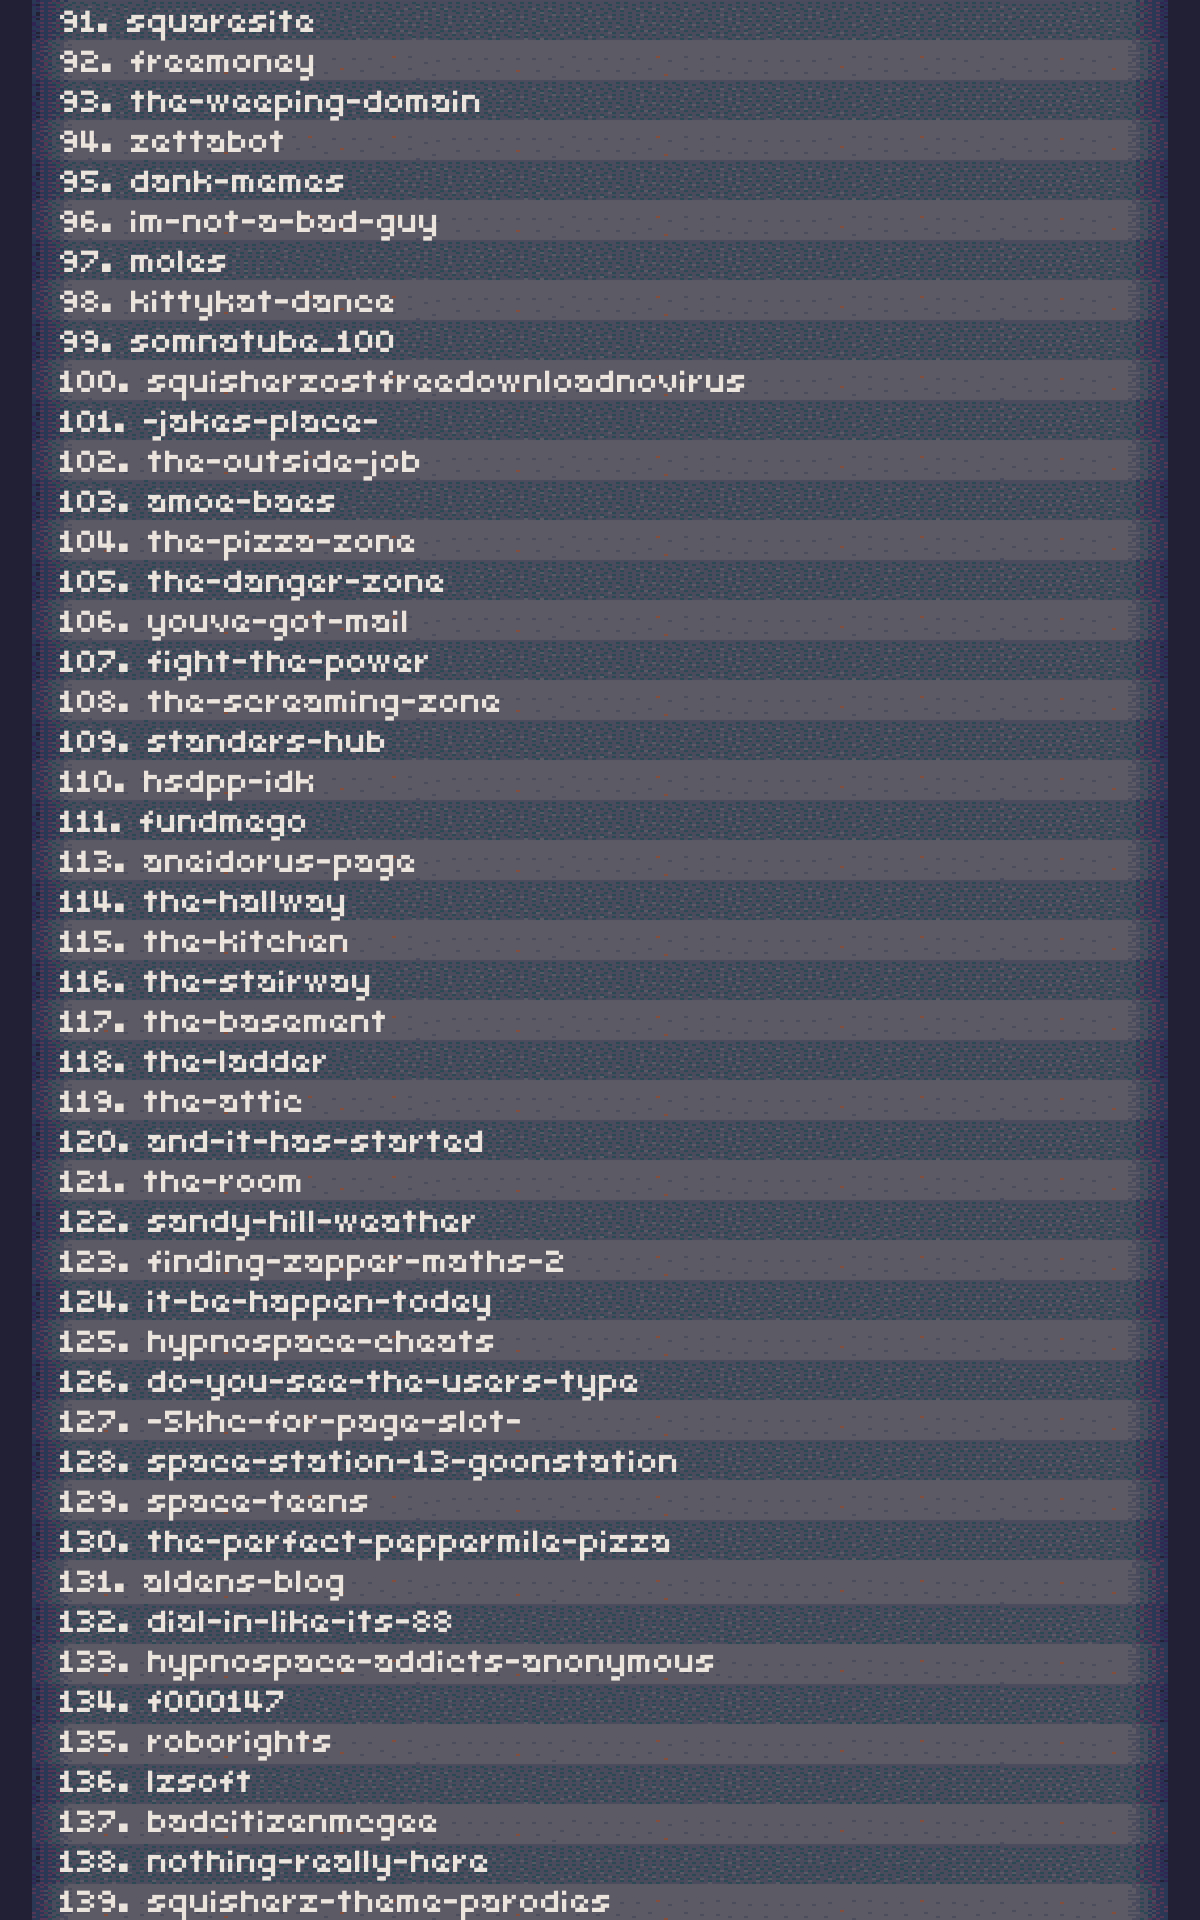 91. squaresite
92. freemoney
93. the-weeping-domain
94. zettabot
95. dank-memes
96. im-not-a-bad-guy
97. moles
98. kittykat-dance
99. somnatube_100
100. squisherzostfreedownloadnovirus
101. -jakes-place-
102. the-outside-job
103. amoe-baes
104. the-pizza-zone
105. the-danger-zone
106. youve-got-mail
107. fight-the-power
108. the-screaming-zone
109. standers-hub
110. hsdpp-idk
111. fundmego
113. aneidorus-page
114. the-hallway
115. the-kitchen
116. the-stairway
117. the-basement
118. the-ladder
119. the-attic
120. and-it-has-started
121. the-room
122. sandy-hill-weather
123. finding-zapper-maths-2
124. it-be-happen-today
125. hypnospace-cheats
126. do-you-see-the-users-type
127. -5khc-for-page-slot-
128. space-station-13-goonstation
129. space-teens
130. the-perfect-peppermile-pizza
131. aldens-blog
132. dial-in-like-its-88
133. hypnospace-addicts-anonymous
134. f000147
135. roborights
136. lzsoft
137. badcitizenmcgee
138. nothing-really-here
139. squisherz-theme-parodies